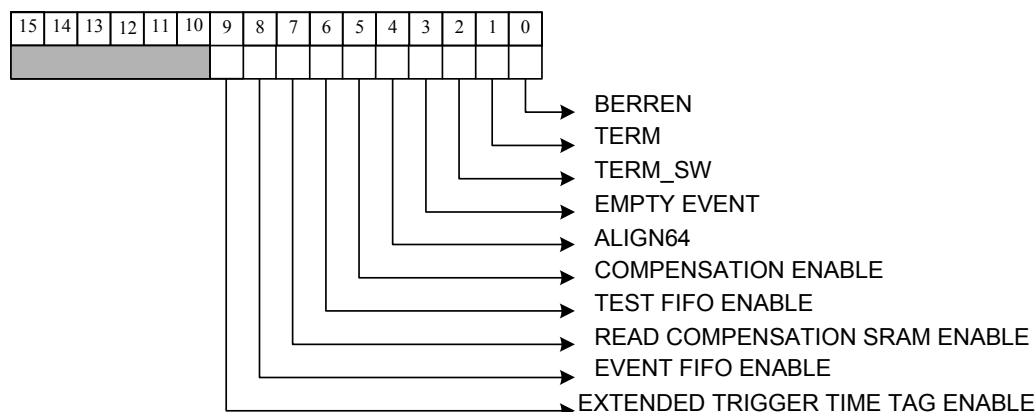 15 14 13 12 11 10 9 8 7 6 5 4 3 2 1 0
BERREN
TERM
TERM_SW
EMPTY EVENT
ALIGN64
COMPENSATION ENABLE
TEST FIFO ENABLE
READ COMPENSATION SRAM ENABLE
EVENT FIFO ENABLE
EXTENDED TRIGGER TIME TAG ENABLE